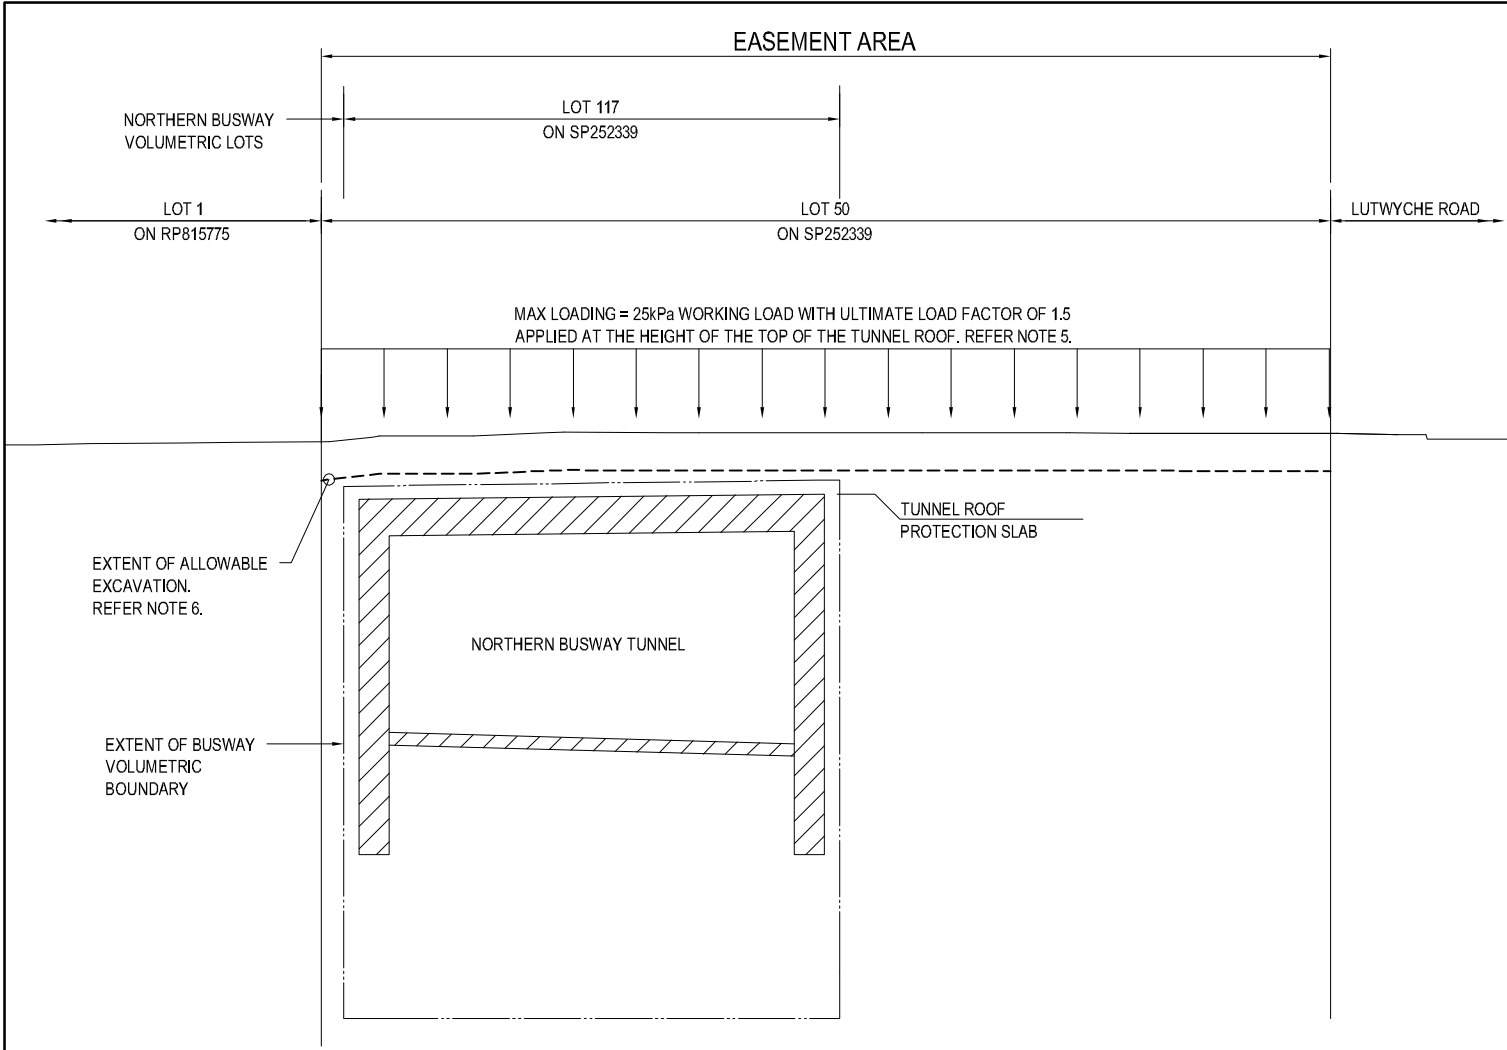 EASEMENT AREA
NORTHERN BUSWAY
VOLUMETRIC LOTS
LOT 117
ON SP252339
LOT 1
ON RP815775
LOT 50
ON SP252339
LUTWYCHE ROAD
MAX LOADING = 25kPa WORKING LOAD WITH ULTIMATE LOAD FACTOR OF 1.5
APPLIED AT THE HEIGHT OF THE TOP OF THE TUNNEL ROOF. REFER NOTE 5.
TUNNEL ROOF
PROTECTION SLAB
EXTENT OF ALLOWABLE
EXCAVATION.
REFER NOTE 6.
NORTHERN BUSWAY TUNNEL
EXTENT OF BUSWAY
VOLUMETRIC
BOUNDARY